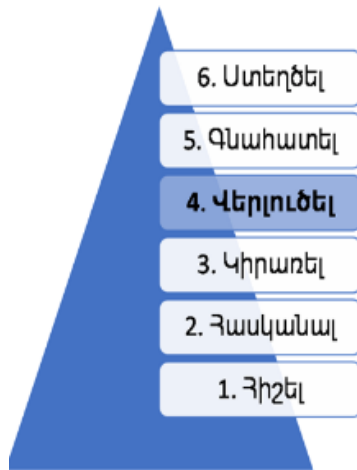 6. Ստեղծել
5. Գնահատել
4. Վերլուծել
3. Կիրառել
2. Հասկանալ
1. Հիշել